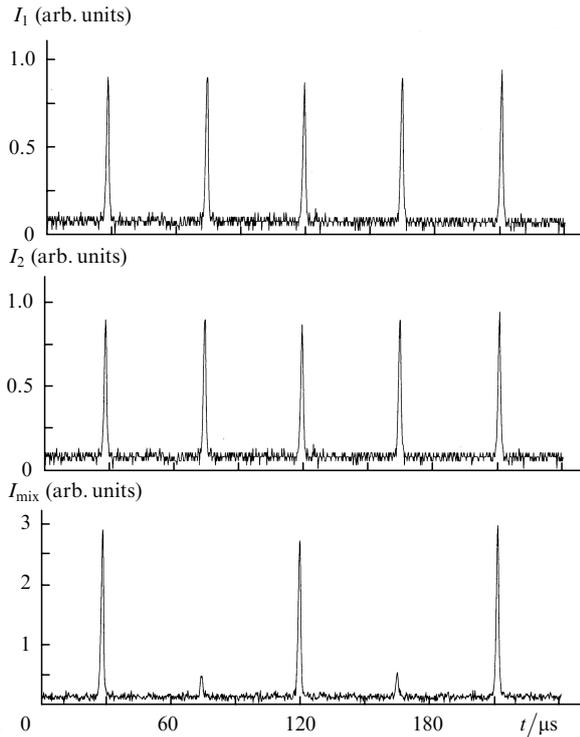 I₁ (arb. units)
1.0
0.5
0
I₂ (arb. units)
1.0
0.5
0
I_mix (arb. units)
3
2
1
0 60 120 180 t/μs